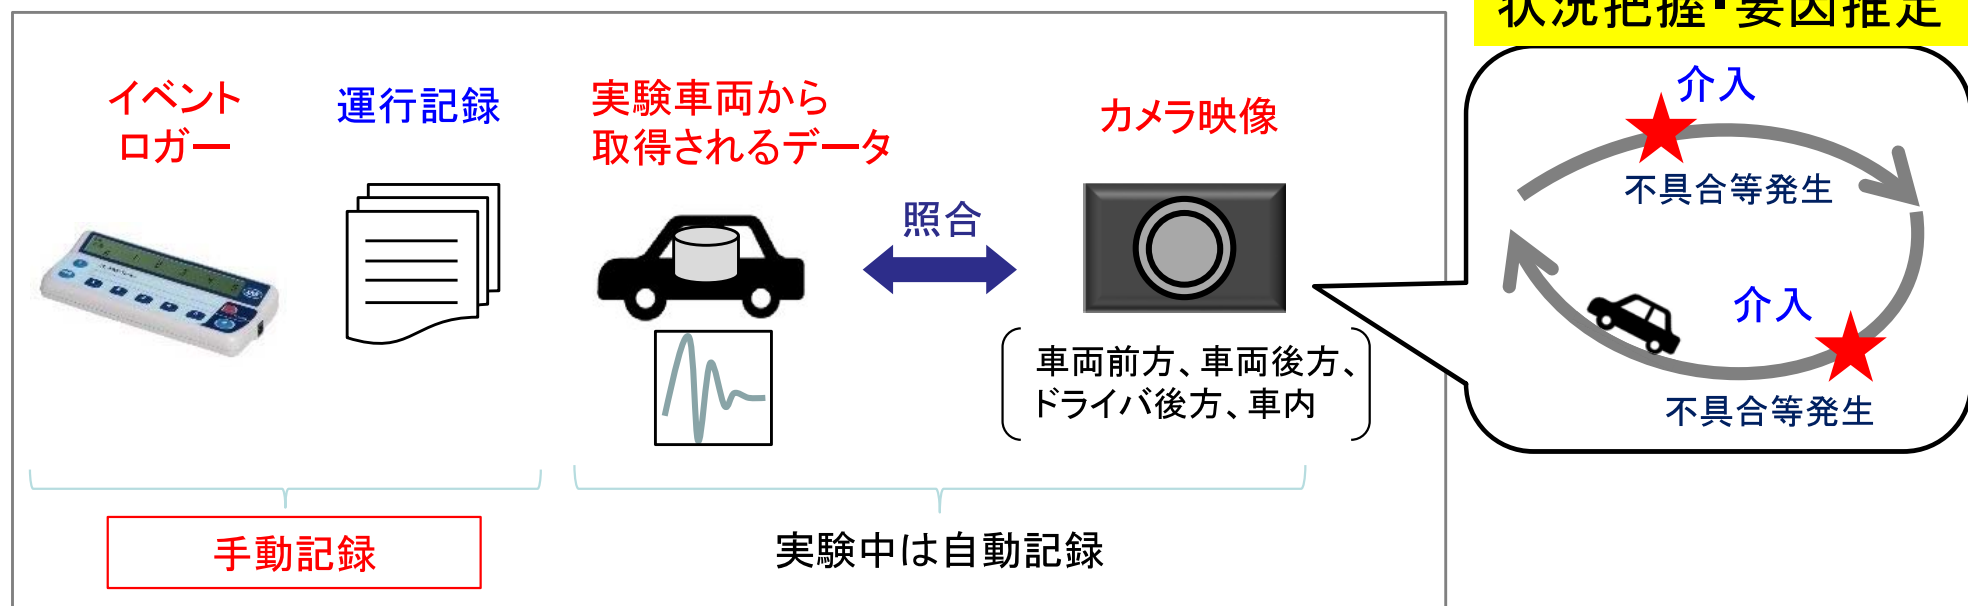 状況把握・要因推定
イベント
ロガー
運行記録
実験車両から
取得されるデータ
カメラ映像
照合
車両前方、車両後方、
ドライバ後方、車内
介入
不具合等発生
介入
不具合等発生
手動記録
実験中は自動記録